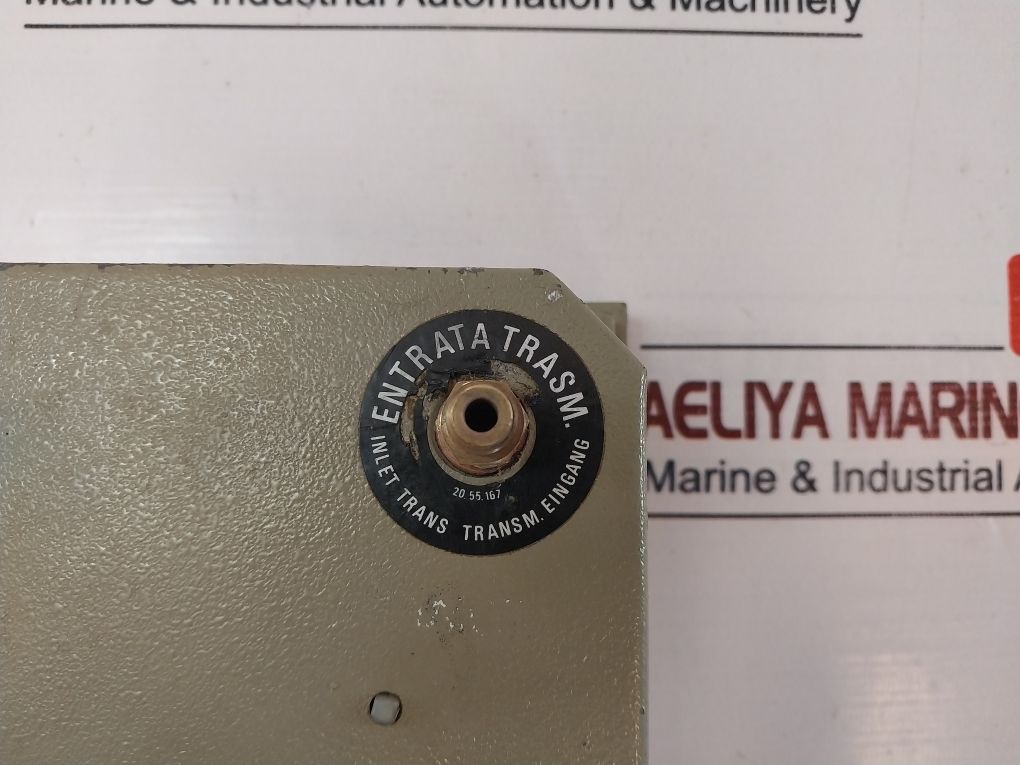 Marine & Industrial Automation & Machinery
ENTRATA TRASM.
INLET TRANS TRANSM. EINGANG
20.55.167
AELIYA MARIN
Marine & Industrial A